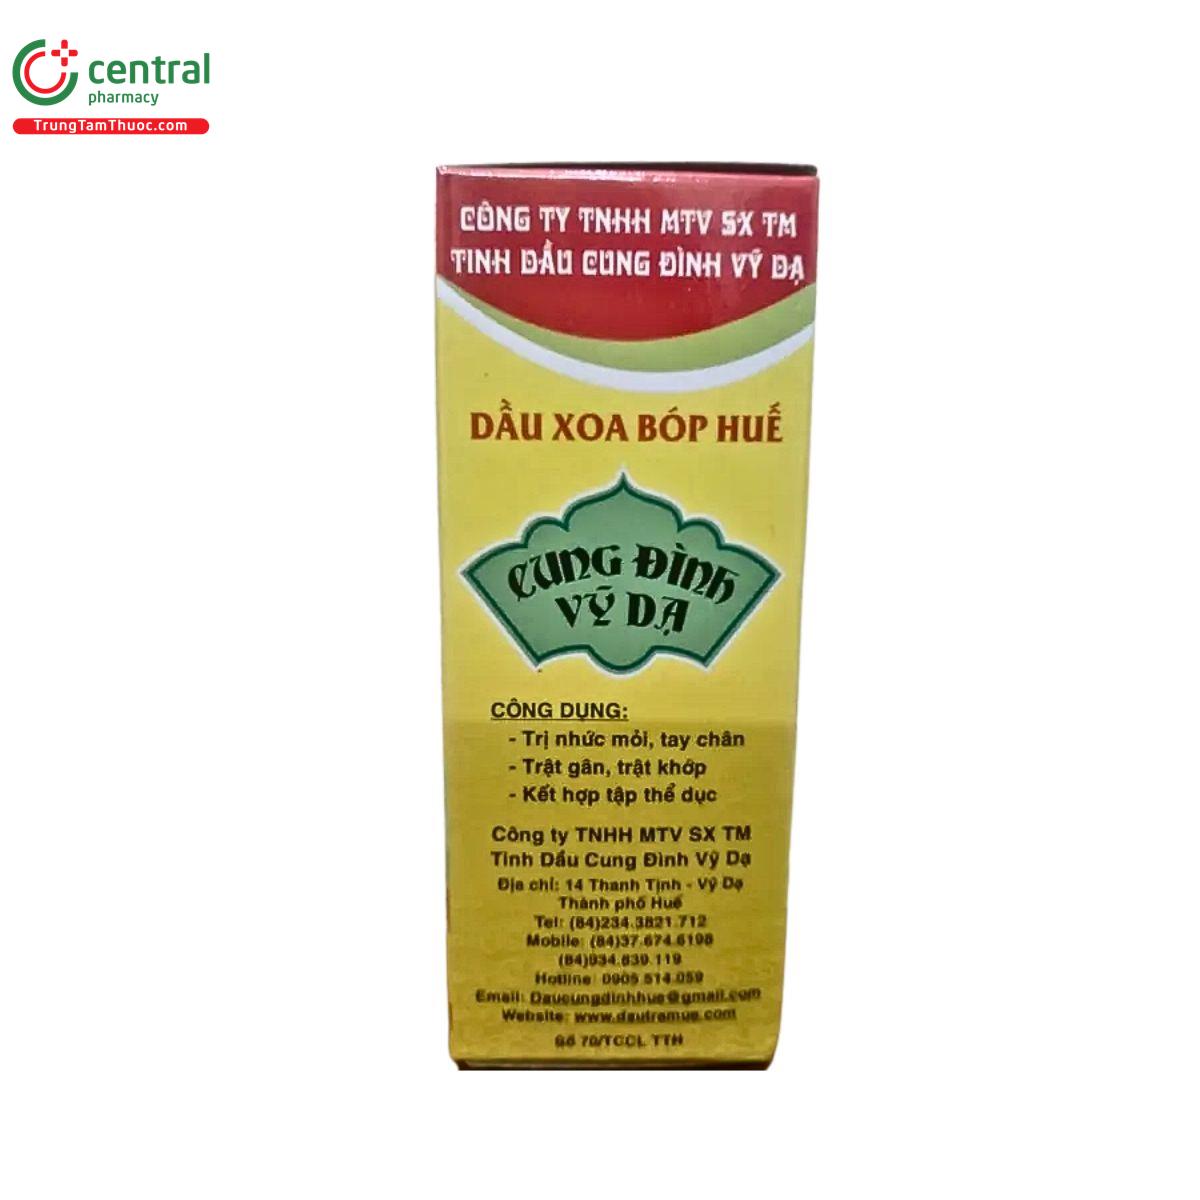 central
pharmacy
TrungTamThuoc.com
CÔNG TY TNHH MTV SX TM
TINH DẦU CUNG ĐÌNH VỸ DẠ
DẦU XOA BÓP HUẾ
CUNG ĐÌNH
VỸ DẠ
CÔNG DỤNG:
- Trị nhức mỏi, tay chân
- Trật gân, trật khớp
- Kết hợp tập thể dục
Công ty TNHH MTV SX TM
Tinh Dầu Cung Đình Vỹ Dạ
Địa chỉ: 14 Thanh Tịnh - Vỹ Dạ
Thành phố Huế
Tel: (84)234.3821.712
Mobile: (84)37.674.6198
(84)934.839.119
Hotline: 0905.514.059
Email: Daucungdinhhue@gmail.com
Website: www.dautramue.com
Số 70/TCCL TTH